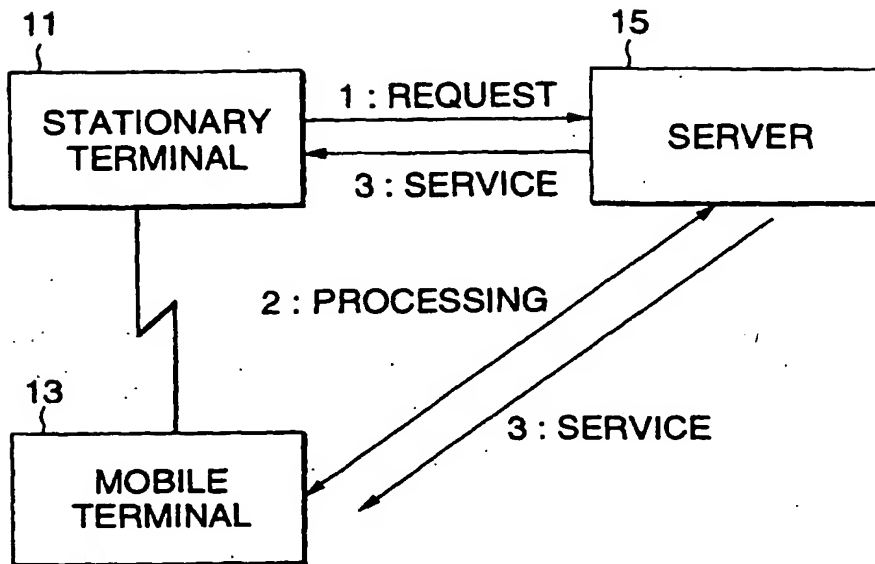 11
15
STATIONARY
TERMINAL
1 : REQUEST
SERVER
3 : SERVICE
2 : PROCESSING
13
3 : SERVICE
MOBILE
TERMINAL